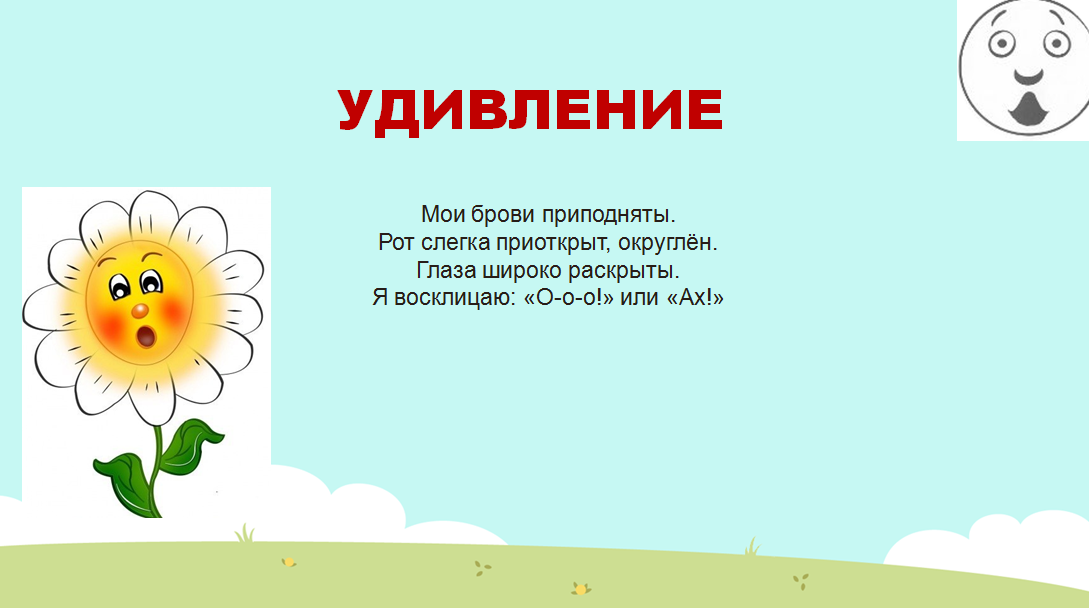 УДИВЛЕНИЕ
Мои брови приподняты.
Рот слегка приоткрыт, округлён.
Глаза широко раскрыты.
Я восклицаю: «О-о-о!» или «Ах!»